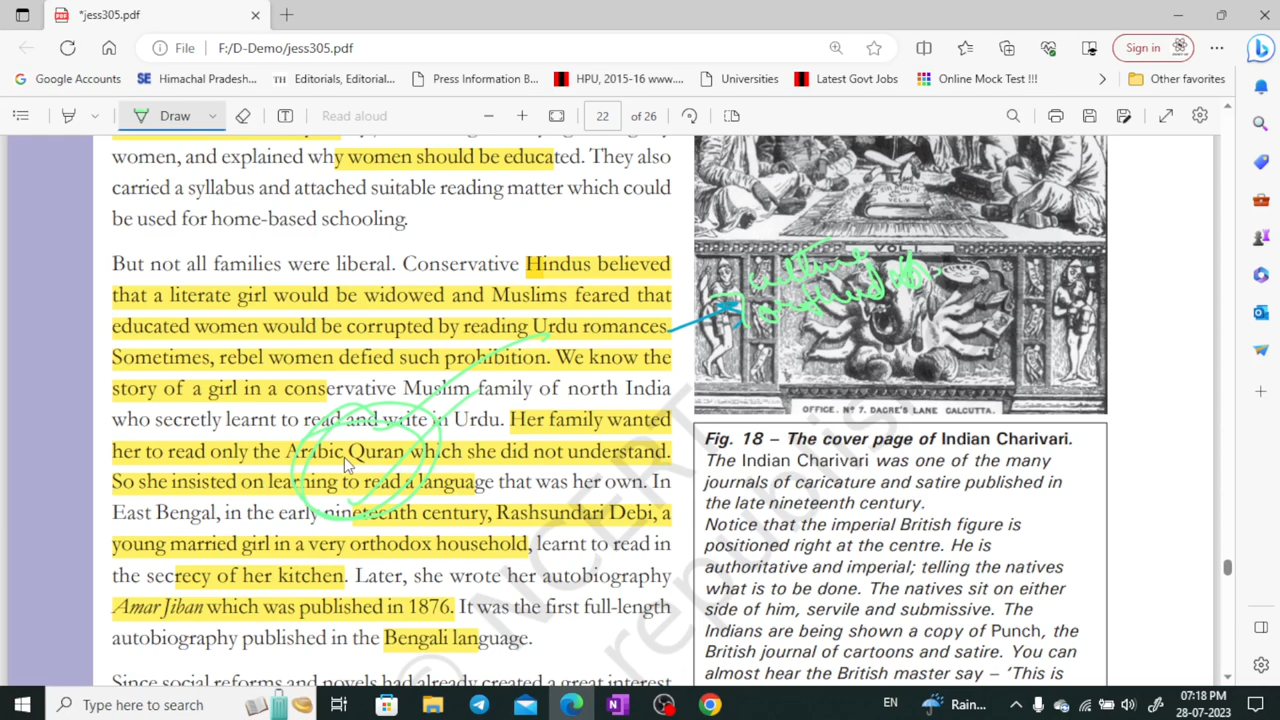 *jess305.pdf
File
F:/D-Demo/jess305.pdf
Sign in
Google Accounts
SE Himachal Pradesh...
TH Editorials, Editorial...
Press Information B...
HPU, 2015-16 www....
Universities
Latest Govt Jobs
Online Mock Test !!!
Other favorites
Draw
Read aloud
22 of 26
women, and explained why women should be educated. They also
carried a syllabus and attached suitable reading matter which could
be used for home-based schooling.
But not all families were liberal. Conservative Hindus believed
that a literate girl would be widowed and Muslims feared that
educated women would be corrupted by reading Urdu romances.
Sometimes, rebel women defied such prohibition. We know the
story of a girl in a conservative Muslim family of north India
who secretly learnt to read and write in Urdu. Her family wanted
her to read only the Arabic Quran which she did not understand.
So she insisted on learning to read a language that was her own. In
East Bengal, in the early nineteenth century, Rashsundari Debi, a
young married girl in a very orthodox household, learnt to read in
the secrecy of her kitchen. Later, she wrote her autobiography
Amar Jiban which was published in 1876. It was the first full-length
autobiography published in the Bengali language.
Since social reforms and novels had already created a great interest
VOL I
OFFICE. No 7. DACRE'S LANE CALCUTTA.
Fig. 18 – The cover page of Indian Charivari.
The Indian Charivari was one of the many
journals of caricature and satire published in
the late nineteenth century.
Notice that the imperial British figure is
positioned right at the centre. He is
authoritative and imperial; telling the natives
what is to be done. The natives sit on either
side of him, servile and submissive. The
Indians are being shown a copy of Punch, the
British journal of cartoons and satire. You can
almost hear the British master say – 'This is
© NCERT
republis
Type here to search
Rain...
EN
07:18 PM
28-07-2023